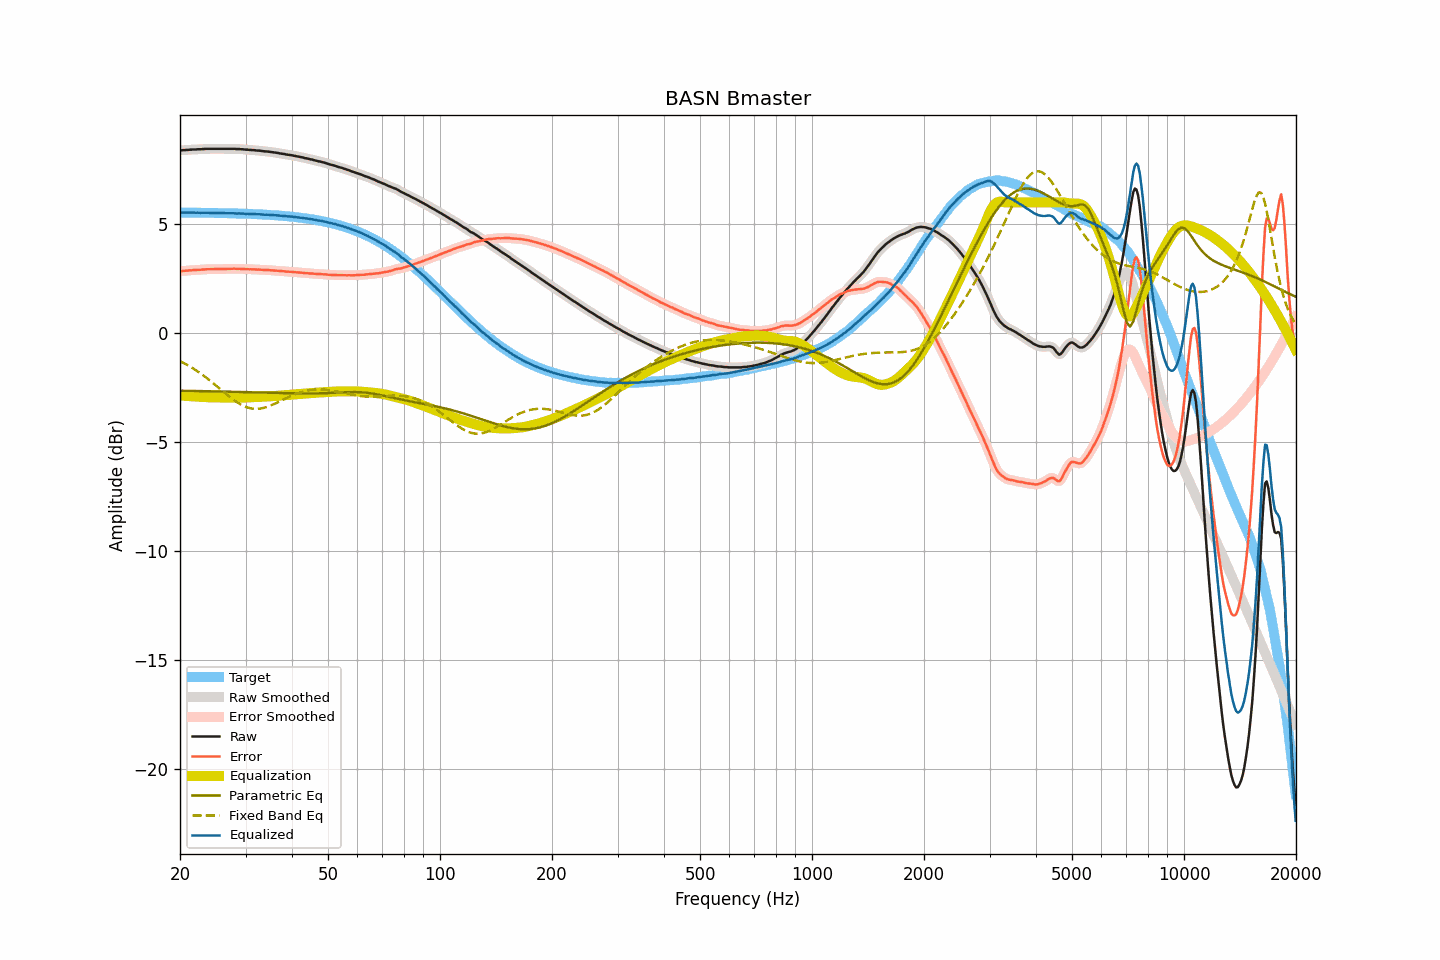 BASN Bmaster
Amplitude (dBr)
5
0
−5
−10
−15
−20
Target
Raw Smoothed
Error Smoothed
Raw
Error
Equalization
Parametric Eq
Fixed Band Eq
Equalized
20 50 100 200 500 1000 2000 5000 10000 20000
Frequency (Hz)